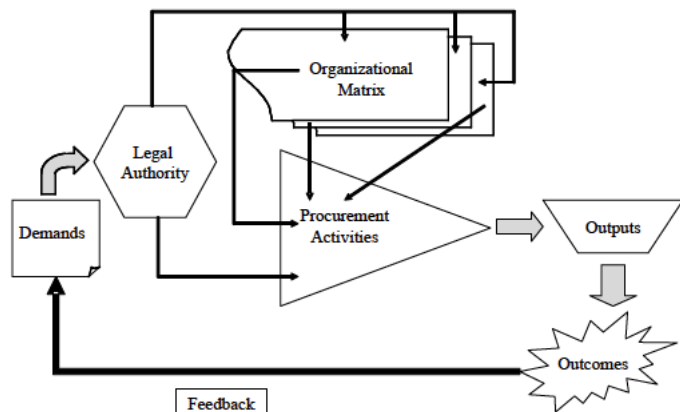 Organizational
Matrix
Legal
Authority
Demands
Procurement
Activities
Outputs
Outcomes
Feedback